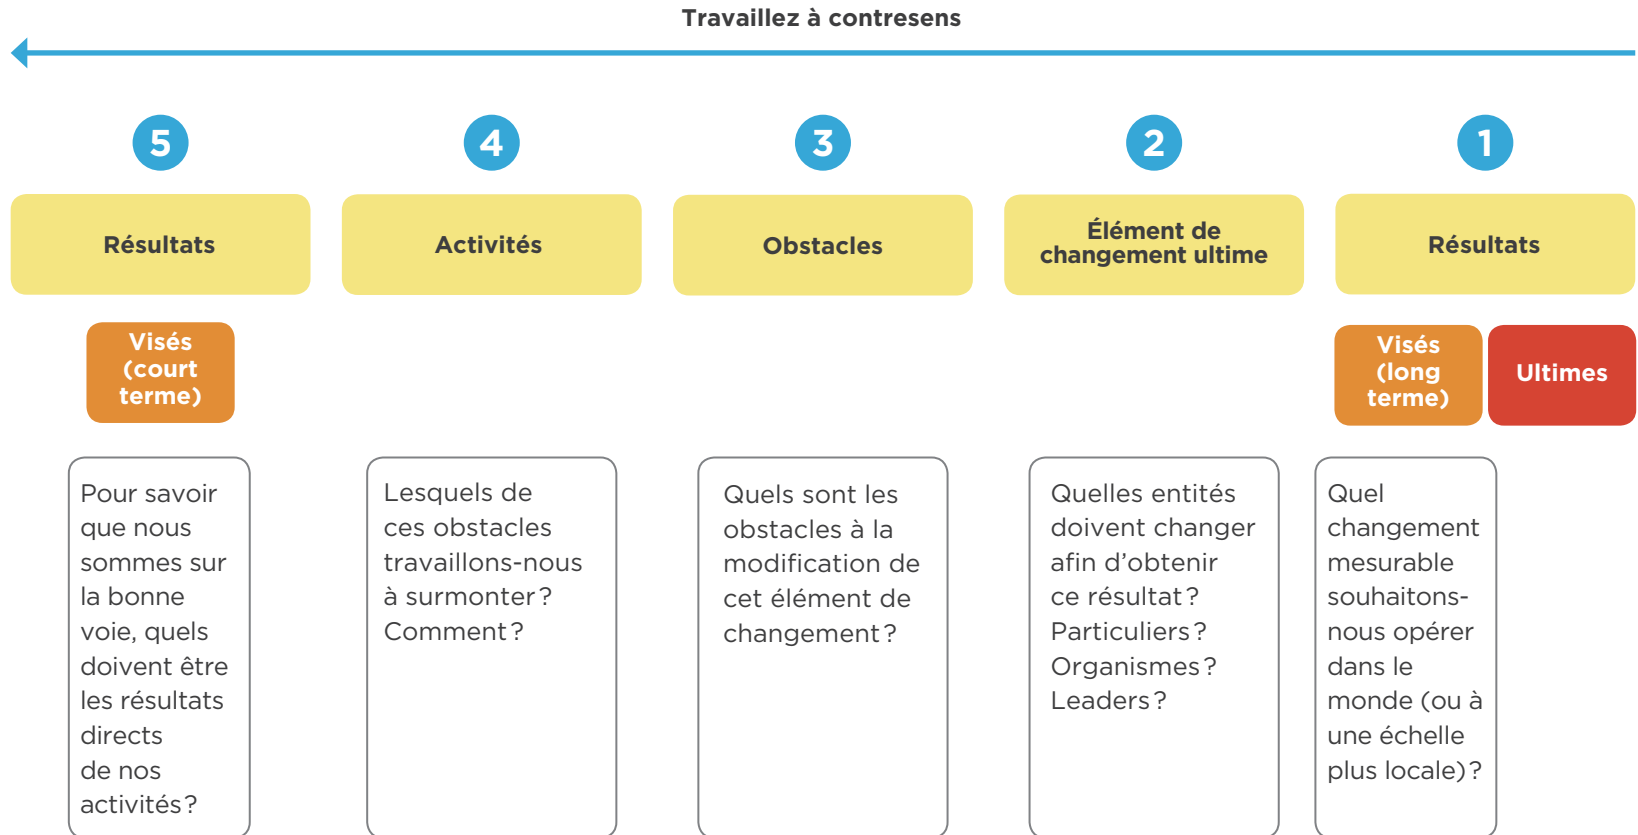 Travaillez à contresens
5
4
3
2
1
Résultats
Activités
Obstacles
Élément de
changement ultime
Résultats
Visés
(court
terme)
Visés
(long
terme)
Ultimes
Pour savoir
que nous
sommes sur
la bonne
voie, quels
doivent être
les résultats
directs
de nos
activités ?
Lesquels de
ces obstacles
travaillons-nous
à surmonter ?
Comment ?
Quels sont les
obstacles à la
modification de
cet élément de
changement ?
Quelles entités
doivent changer
afin d’obtenir
ce résultat ?
Particuliers ?
Organismes ?
Leaders ?
Quel
changement
mesurable
souhaitons-
nous opérer
dans le
monde (ou à
une échelle
plus locale) ?